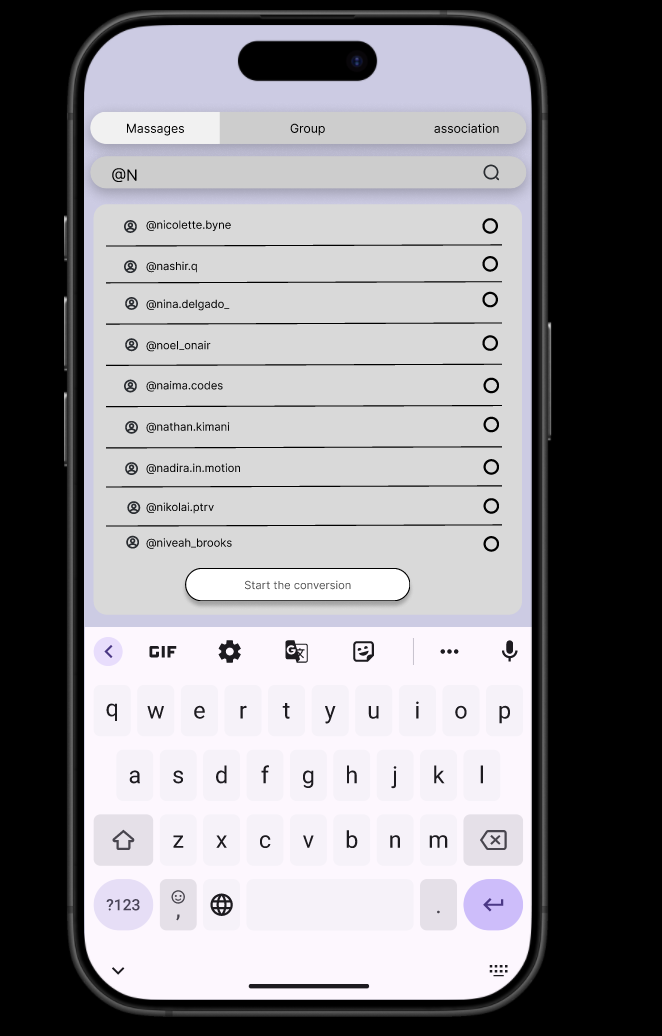 Massages Group association
@N
@nicolette.byne
@nashir.q
@nina.delgado_
@noel_onair
@naima.codes
@nathan.kimani
@nadira.in.motion
@nikolai.ptrv
@niveah_brooks
Start the conversion
GIF
q w e r t y u i o p
a s d f g h j k l
z x c v b n m
?123 , .